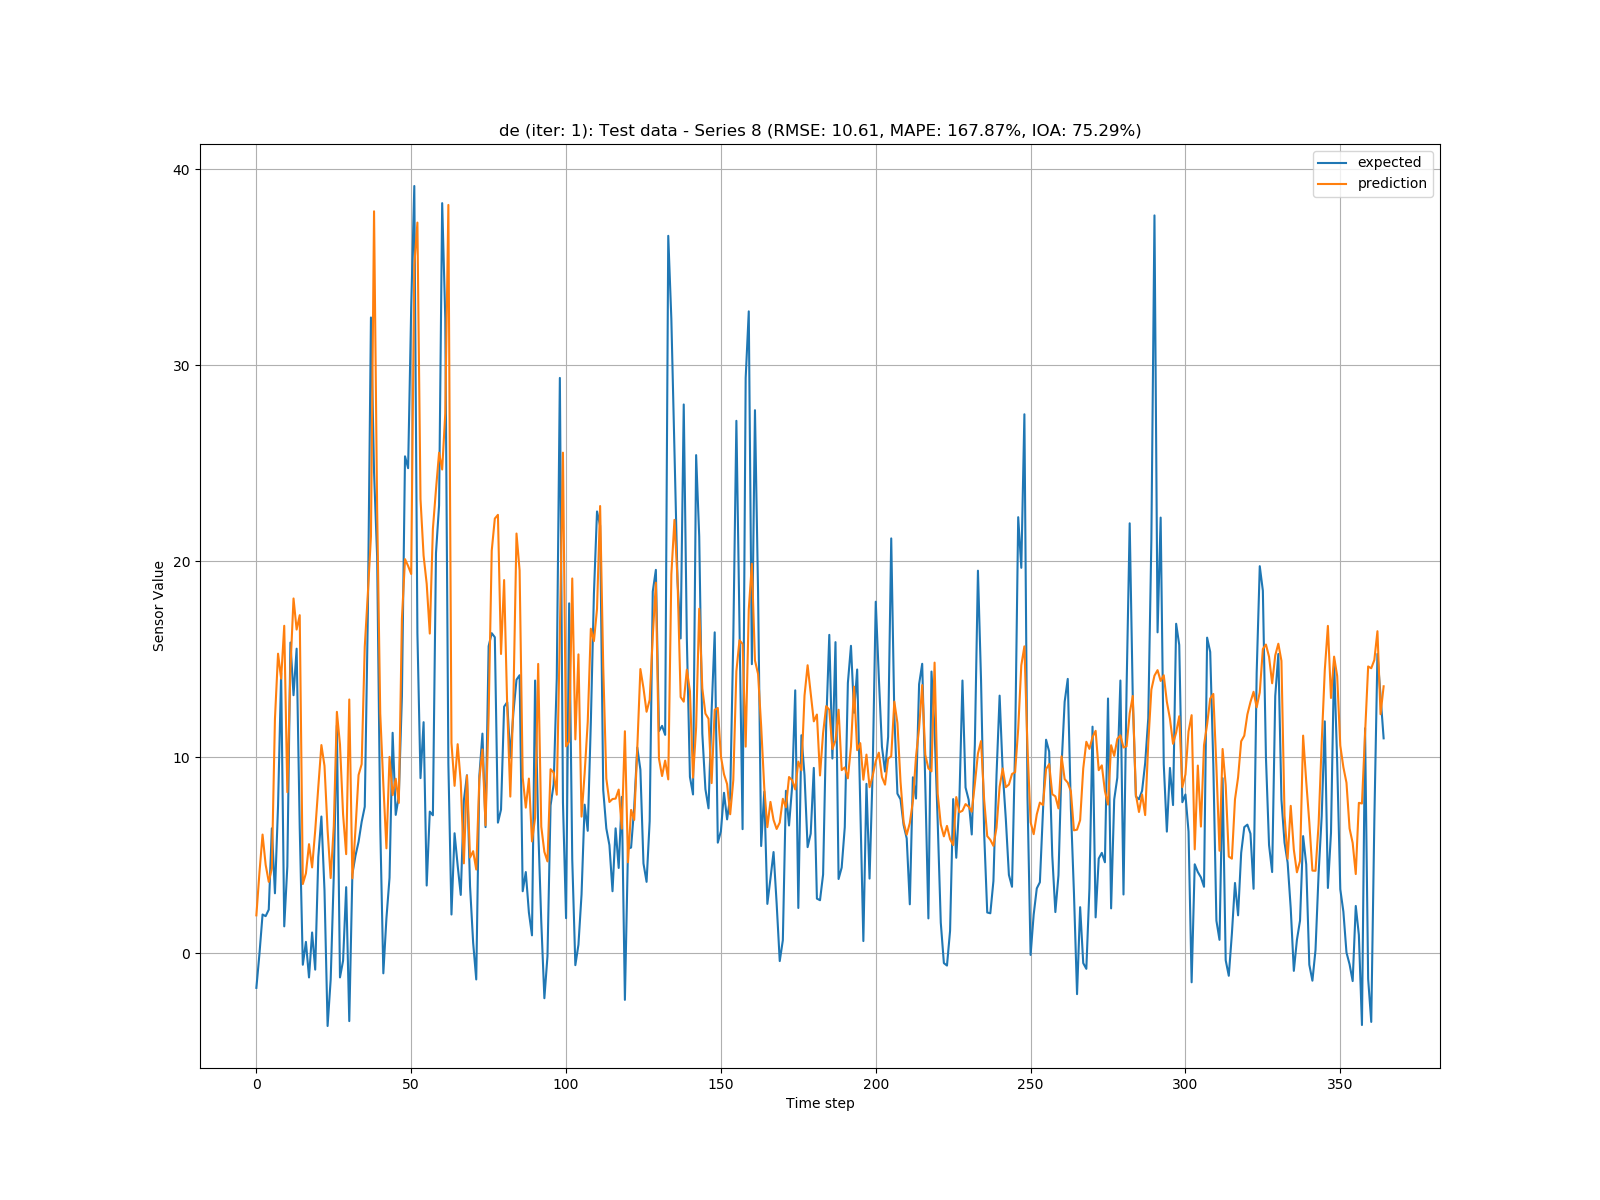 de (iter: 1): Test data - Series 8 (RMSE: 10.61, MAPE: 167.87%, IOA: 75.29%)
expected
prediction
40
30
20
10
0
Sensor Value
0 50 100 150 200 250 300 350
Time step